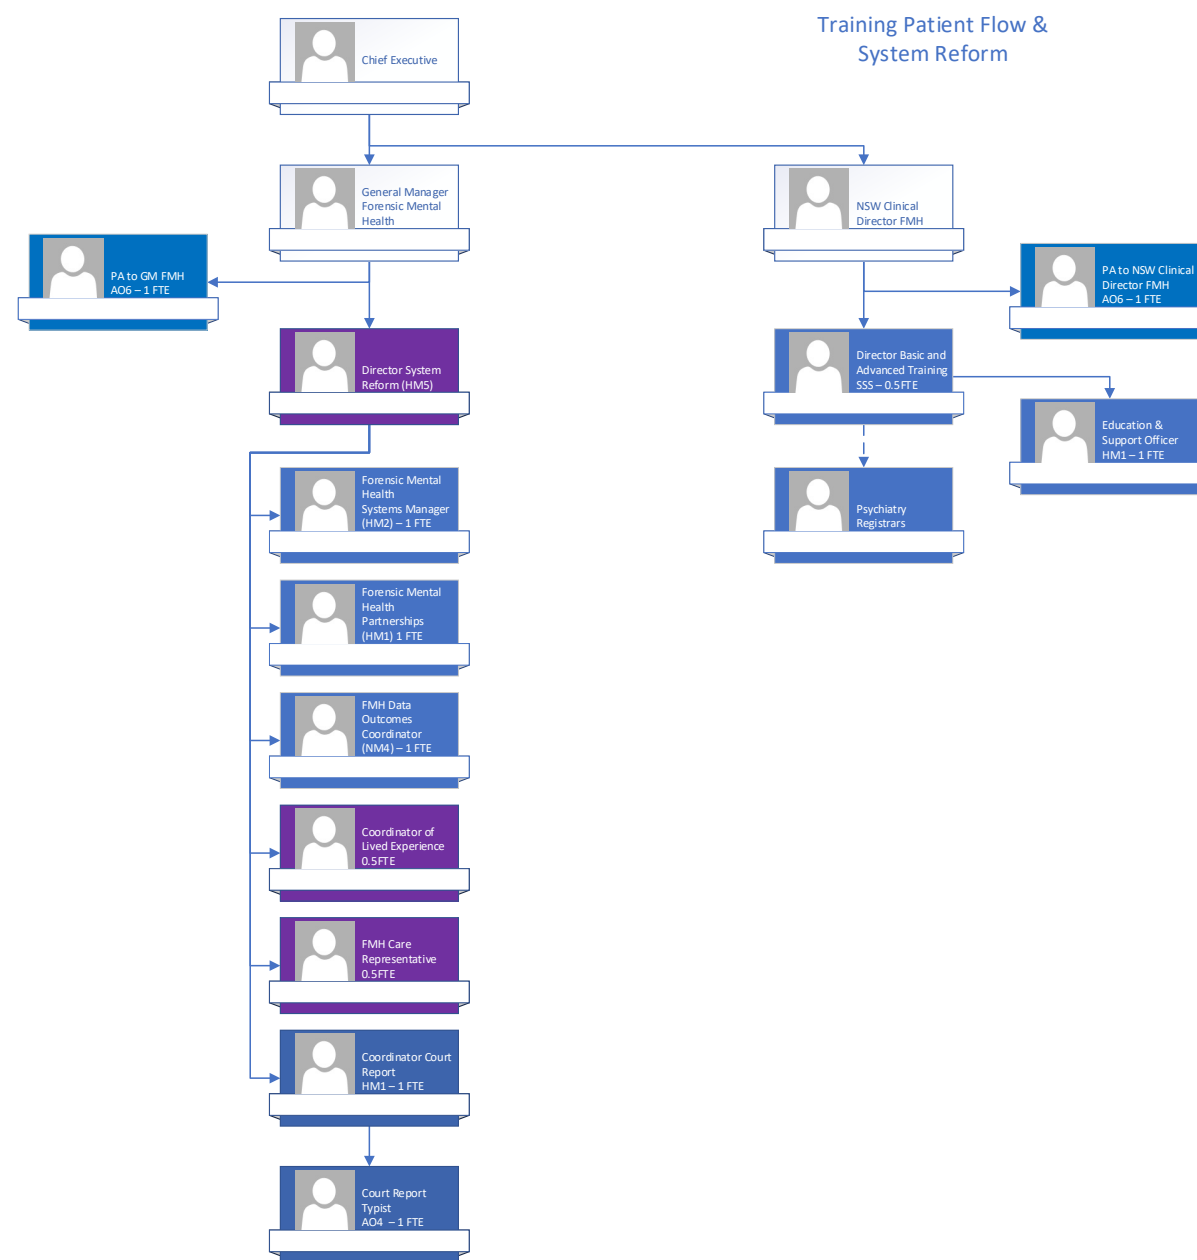 Training Patient Flow &
System Reform
Chief Executive
General Manager
Forensic Mental
Health
NSW Clinical
Director FMH
PA to GM FMH
AO6 – 1 FTE
PA to NSW Clinical
Director FMH
AO6 – 1 FTE
Director System
Reform (HM5)
Director Basic and
Advanced Training
SSS – 0.5FTE
Education &
Support Officer
HM1 – 1 FTE
Forensic Mental
Health
Systems Manager
(HM2) – 1 FTE
Psychiatry
Registrars
Forensic Mental
Health
Partnerships
(HM1) 1 FTE
FMH Data
Outcomes
Coordinator
(NM4) – 1 FTE
Coordinator of
Lived Experience
0.5FTE
FMH Care
Representative
0.5FTE
Coordinator Court
Report
HM1 – 1 FTE
Court Report
Typist
AO4 – 1 FTE